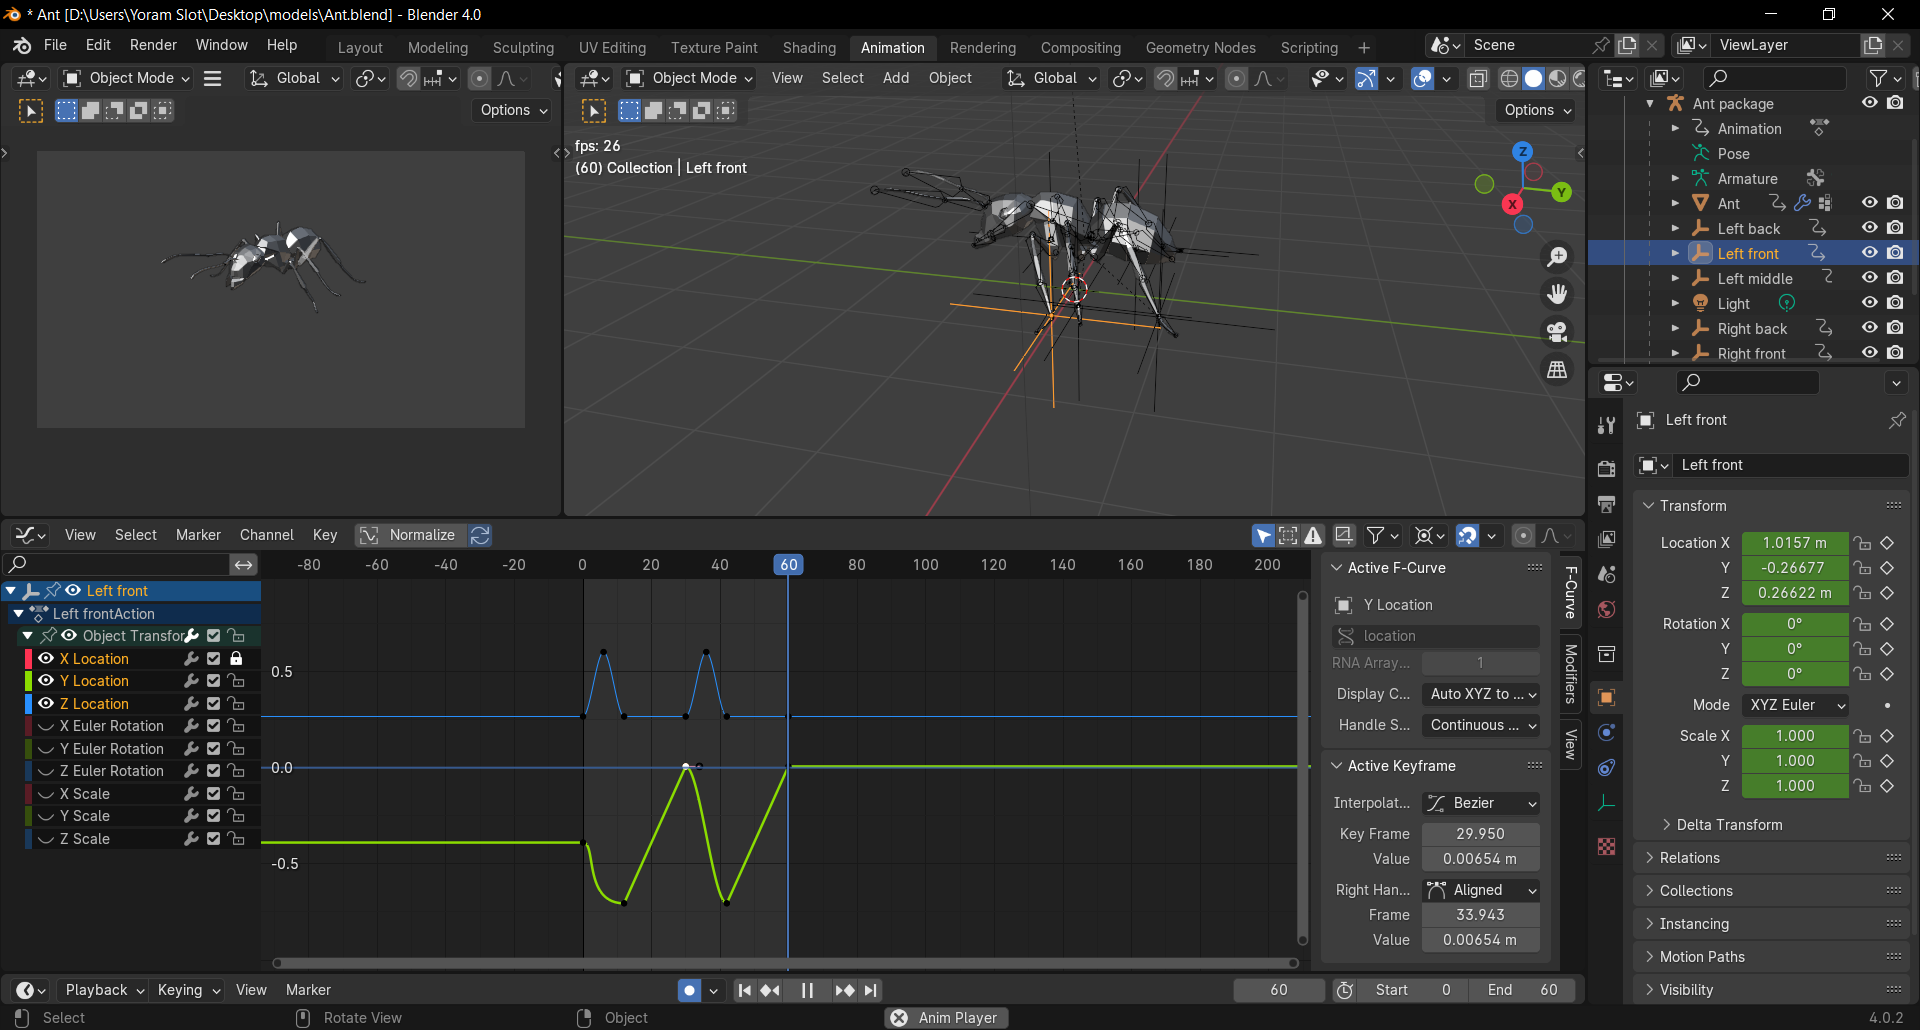 * Ant [D:\Users\Yoram Slot\Desktop\models\Ant.blend] - Blender 4.0
File Edit Render Window Help Layout Modeling Sculpting UV Editing Texture Paint Shading Animation Rendering Compositing Geometry Nodes Scripting + Scene ViewLayer
Object Mode Global
Options
Object Mode View Select Add Object Global
Options
fps: 26
(60) Collection | Left front
Z
Y
X
Ant package
Animation
Pose
Armature
Ant
Left back
Left front
Left middle
Light
Right back
Right front
Left front
Left front
Transform
Location X 1.0157 m
Y -0.26677
Z 0.26622 m
Rotation X 0°
Y 0°
Z 0°
Mode XYZ Euler
Scale X 1.000
Y 1.000
Z 1.000
Delta Transform
Relations
Collections
Instancing
Motion Paths
Visibility
View Select Marker Channel Key Normalize
-80 -60 -40 -20 0 20 40 60 80 100 120 140 160 180 200
Left front
Left frontAction
Object Transfor
X Location
Y Location
Z Location
X Euler Rotation
Y Euler Rotation
Z Euler Rotation
X Scale
Y Scale
Z Scale
0.5
0.0
-0.5
Active F-Curve
Y Location
location
RNA Array... 1
Display C... Auto XYZ to ...
Handle S... Continuous ...
Active Keyframe
Interpolat... Bezier
Key Frame 29.950
Value 0.00654 m
Right Han... Aligned
Frame 33.943
Value 0.00654 m
F-Curve
Modifiers
View
Playback Keying View Marker 60 Start 0 End 60
Select Rotate View Object Anim Player 4.0.2